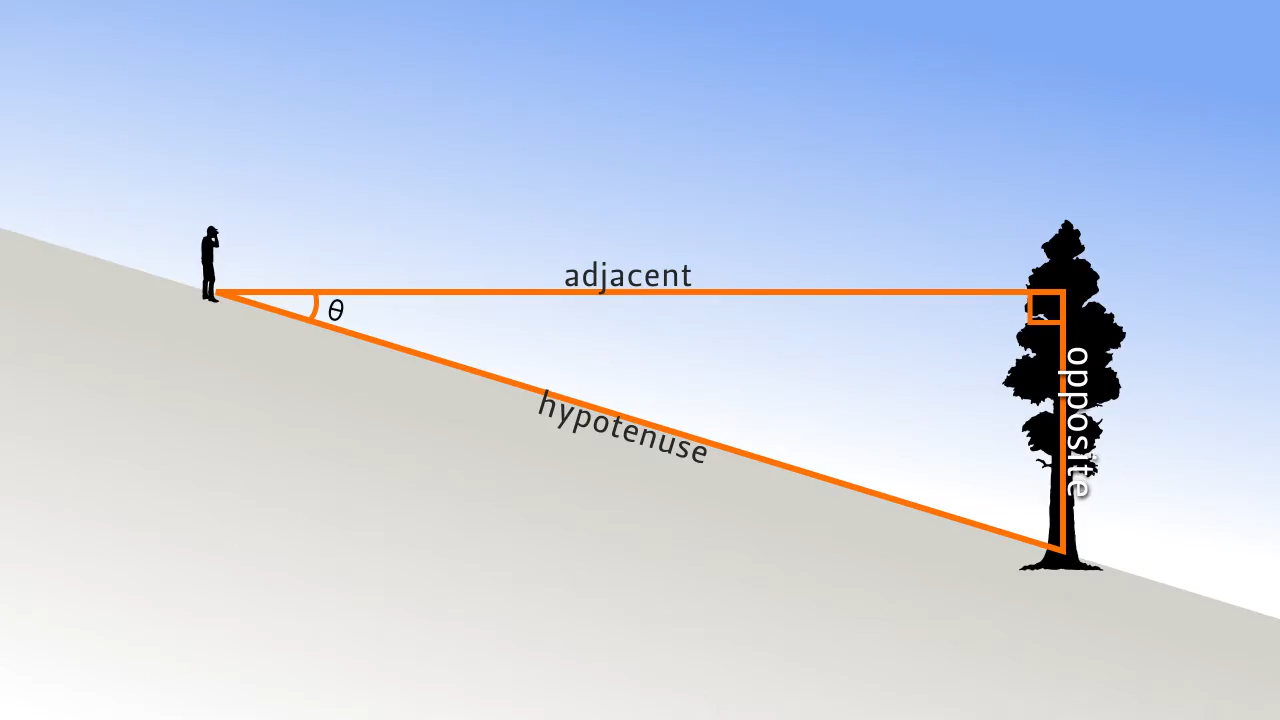 adjacent
θ
hypotenuse
opposite